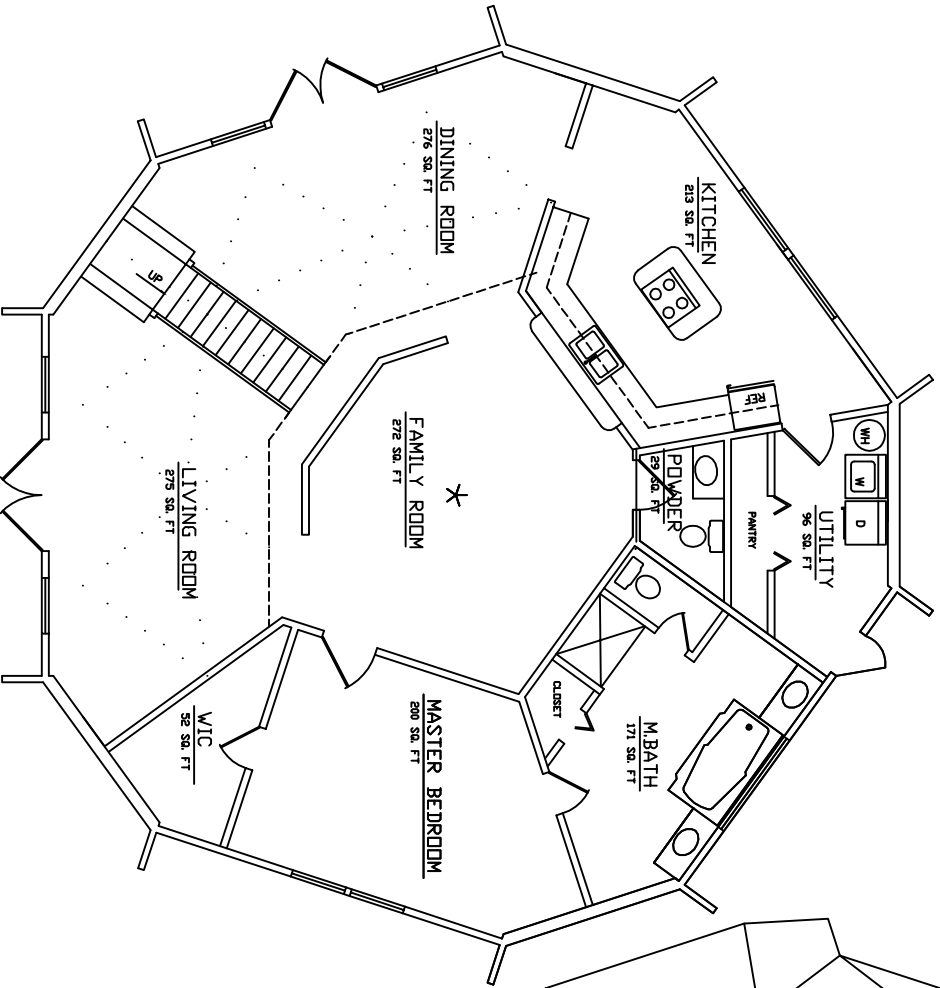 KITCHEN
213 SQ. FT
UTILITY
96 SQ. FT
WH
W
D
REF
PANTRY
POWDER
29 SQ. FT
M.BATH
171 SQ. FT
CLOSET
DINING ROOM
276 SQ. FT
FAMILY ROOM
272 SQ. FT
MASTER BEDROOM
200 SQ. FT
UP
LIVING ROOM
275 SQ. FT
WIC
52 SQ. FT